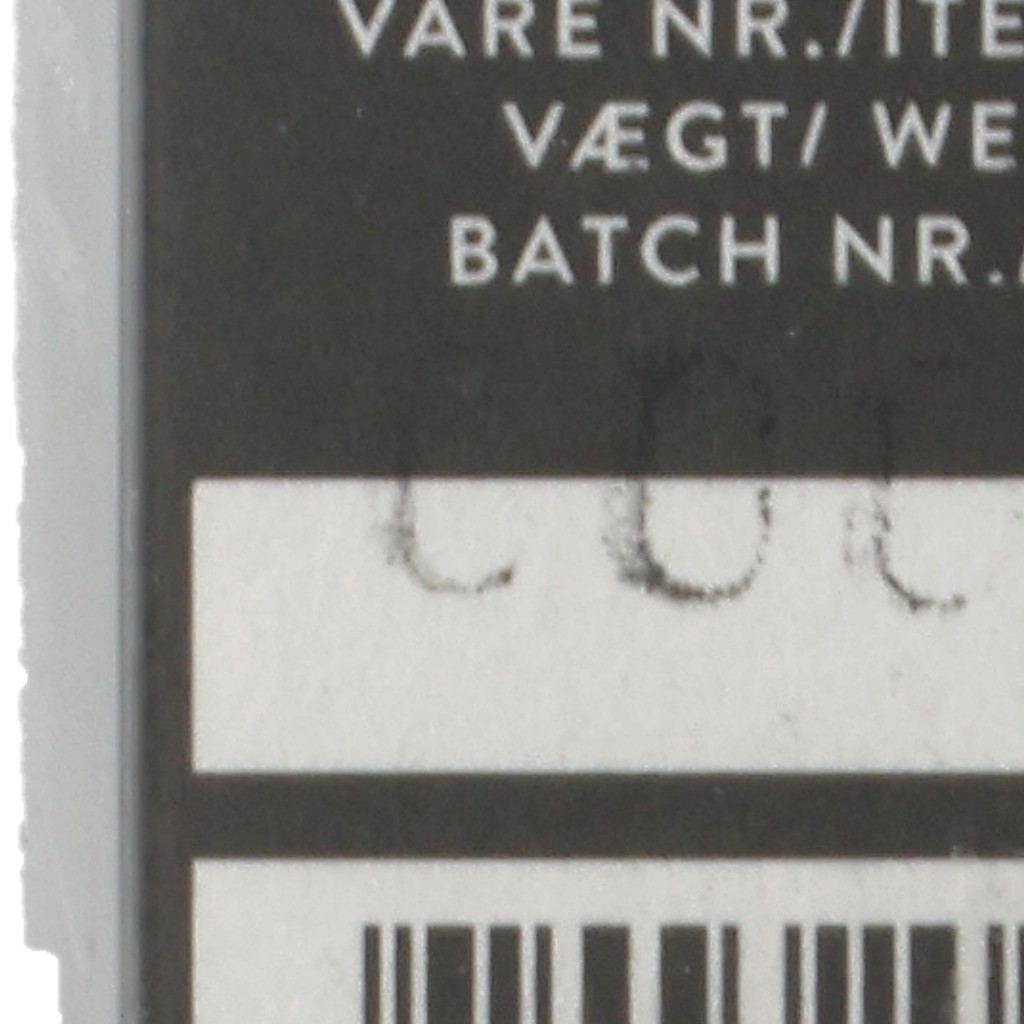 VARE NR./ITE
VÆGT/ WE
BATCH NR.